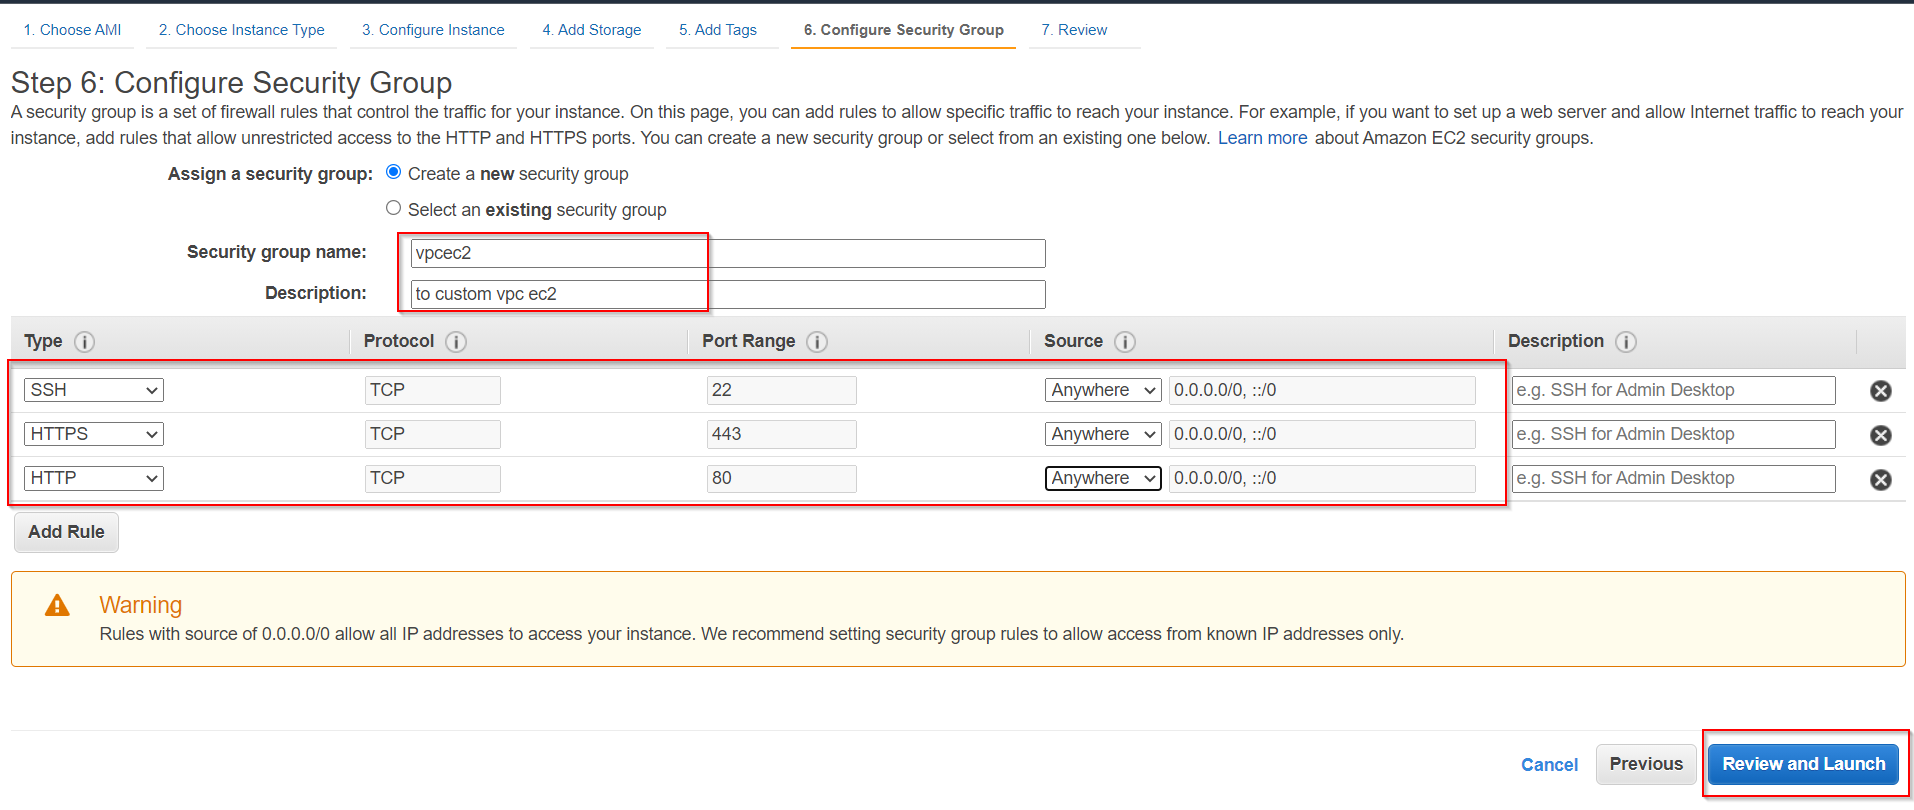 1. Choose AMI 2. Choose Instance Type 3. Configure Instance 4. Add Storage 5. Add Tags 6. Configure Security Group 7. Review
Step 6: Configure Security Group
A security group is a set of firewall rules that control the traffic for your instance. On this page, you can add rules to allow specific traffic to reach your instance. For example, if you want to set up a web server and allow Internet traffic to reach your
instance, add rules that allow unrestricted access to the HTTP and HTTPS ports. You can create a new security group or select from an existing one below. Learn more about Amazon EC2 security groups.
Assign a security group: Create a new security group
Select an existing security group
Security group name: vpcec2
Description: to custom vpc ec2
Type i Protocol i Port Range i Source i Description i
SSH TCP 22 Anywhere 0.0.0.0/0, ::/0 e.g. SSH for Admin Desktop
HTTPS TCP 443 Anywhere 0.0.0.0/0, ::/0 e.g. SSH for Admin Desktop
HTTP TCP 80 Anywhere 0.0.0.0/0, ::/0 e.g. SSH for Admin Desktop
Add Rule
Warning
Rules with source of 0.0.0.0/0 allow all IP addresses to access your instance. We recommend setting security group rules to allow access from known IP addresses only.
Cancel Previous Review and Launch